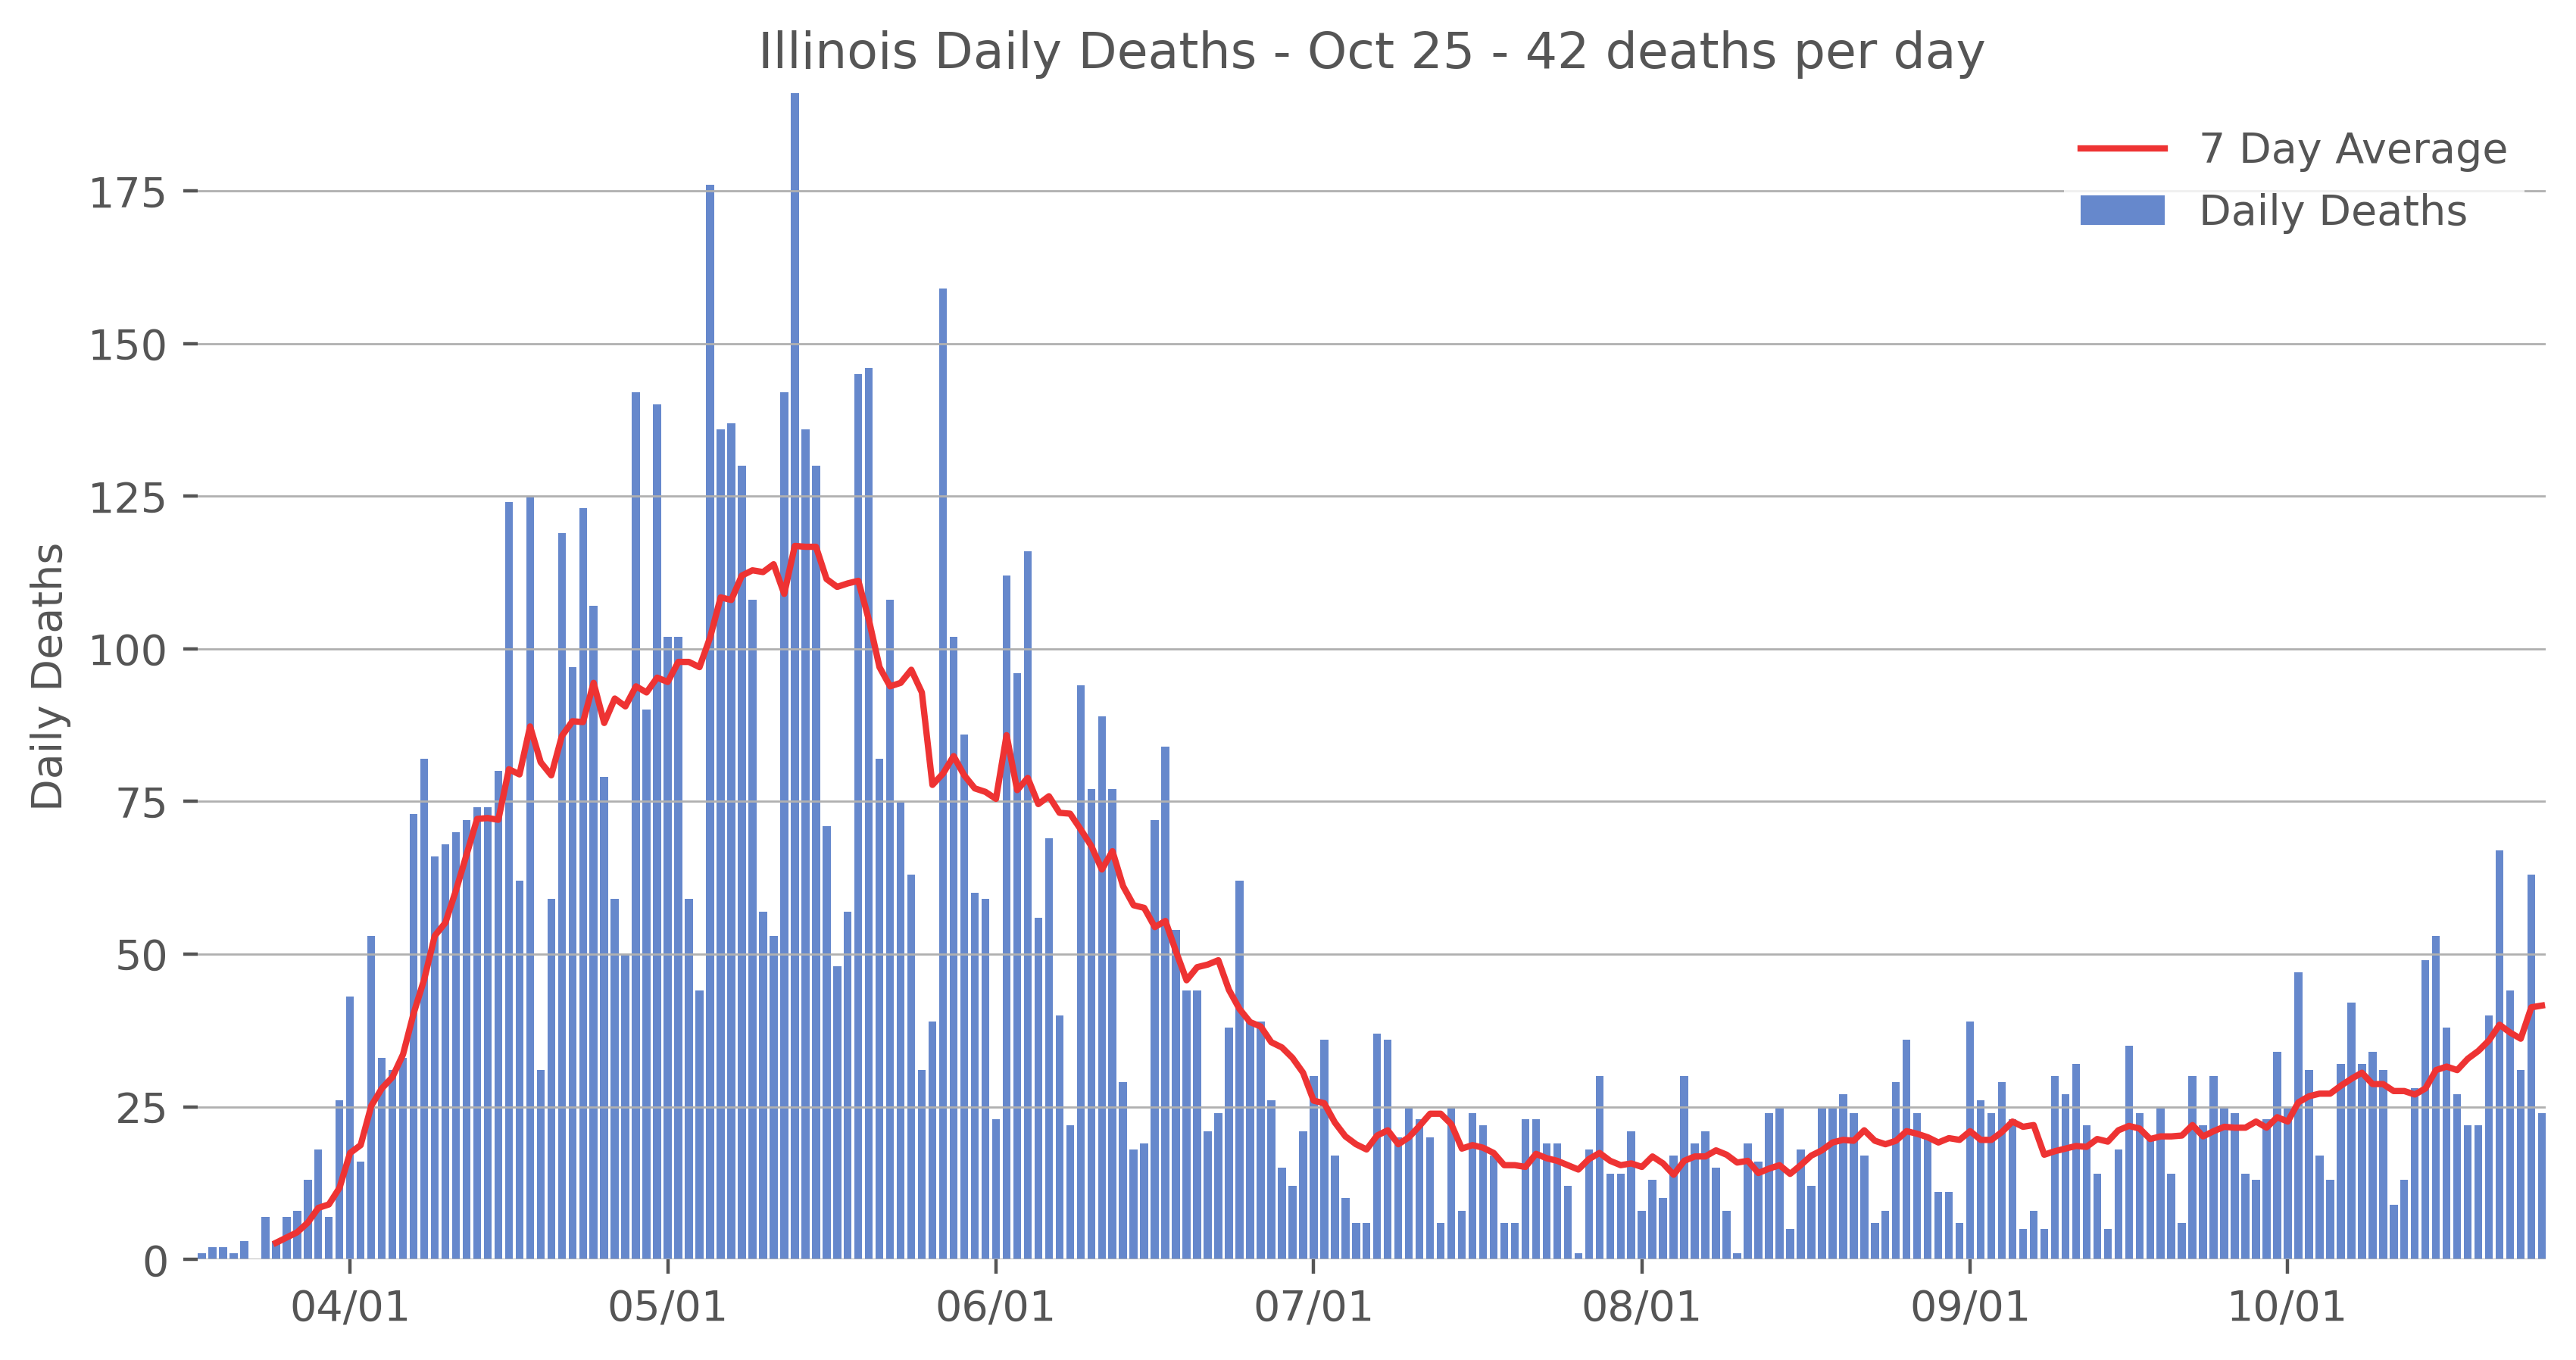 Illinois Daily Deaths - Oct 25 - 42 deaths per day
7 Day Average
Daily Deaths
Daily Deaths
175
150
125
100
75
50
25
0
04/01 05/01 06/01 07/01 08/01 09/01 10/01